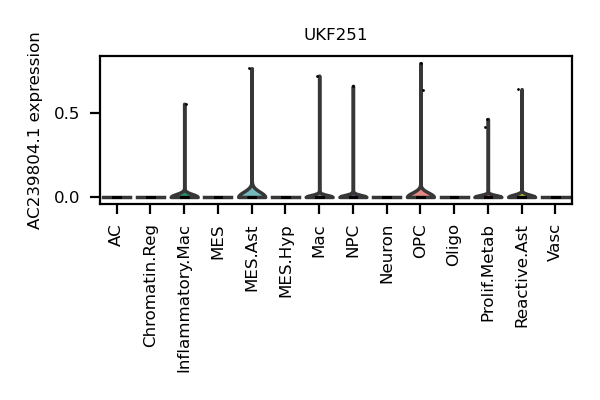 UKF251
AC239804.1 expression
0.5
0.0
AC
Chromatin.Reg
Inflammatory.Mac
MES
MES.Ast
MES.Hyp
Mac
NPC
Neuron
OPC
Oligo
Prolif.Metab
Reactive.Ast
Vasc